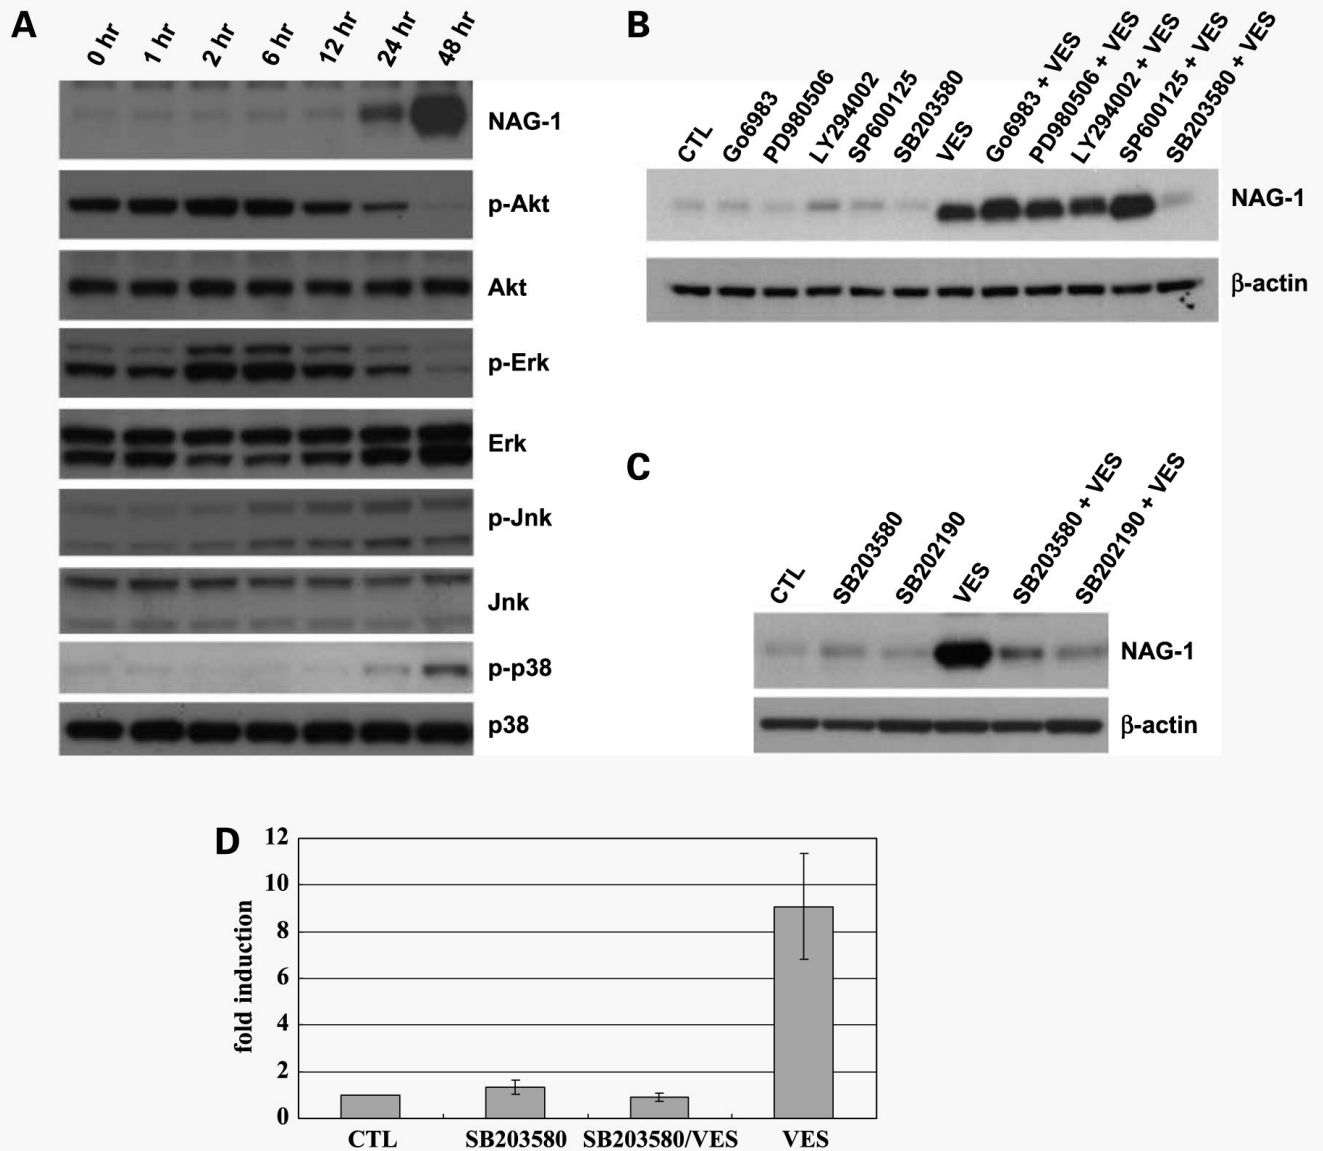 A
0 hr
1 hr
2 hr
6 hr
12 hr
24 hr
48 hr
NAG-1
p-Akt
Akt
p-Erk
Erk
p-Jnk
Jnk
p-p38
p38
B
CTL
Go6983
PD980506
LY294002
SP600125
SB203580
VES
Go6983 + VES
PD980506 + VES
LY294002 + VES
SP600125 + VES
SB203580 + VES
NAG-1
β-actin
C
CTL
SB203580
SB202190
VES
SB203580 + VES
SB202190 + VES
NAG-1
β-actin
D
fold induction
12
10
8
6
4
2
0
CTL
SB203580
SB203580/VES
VES